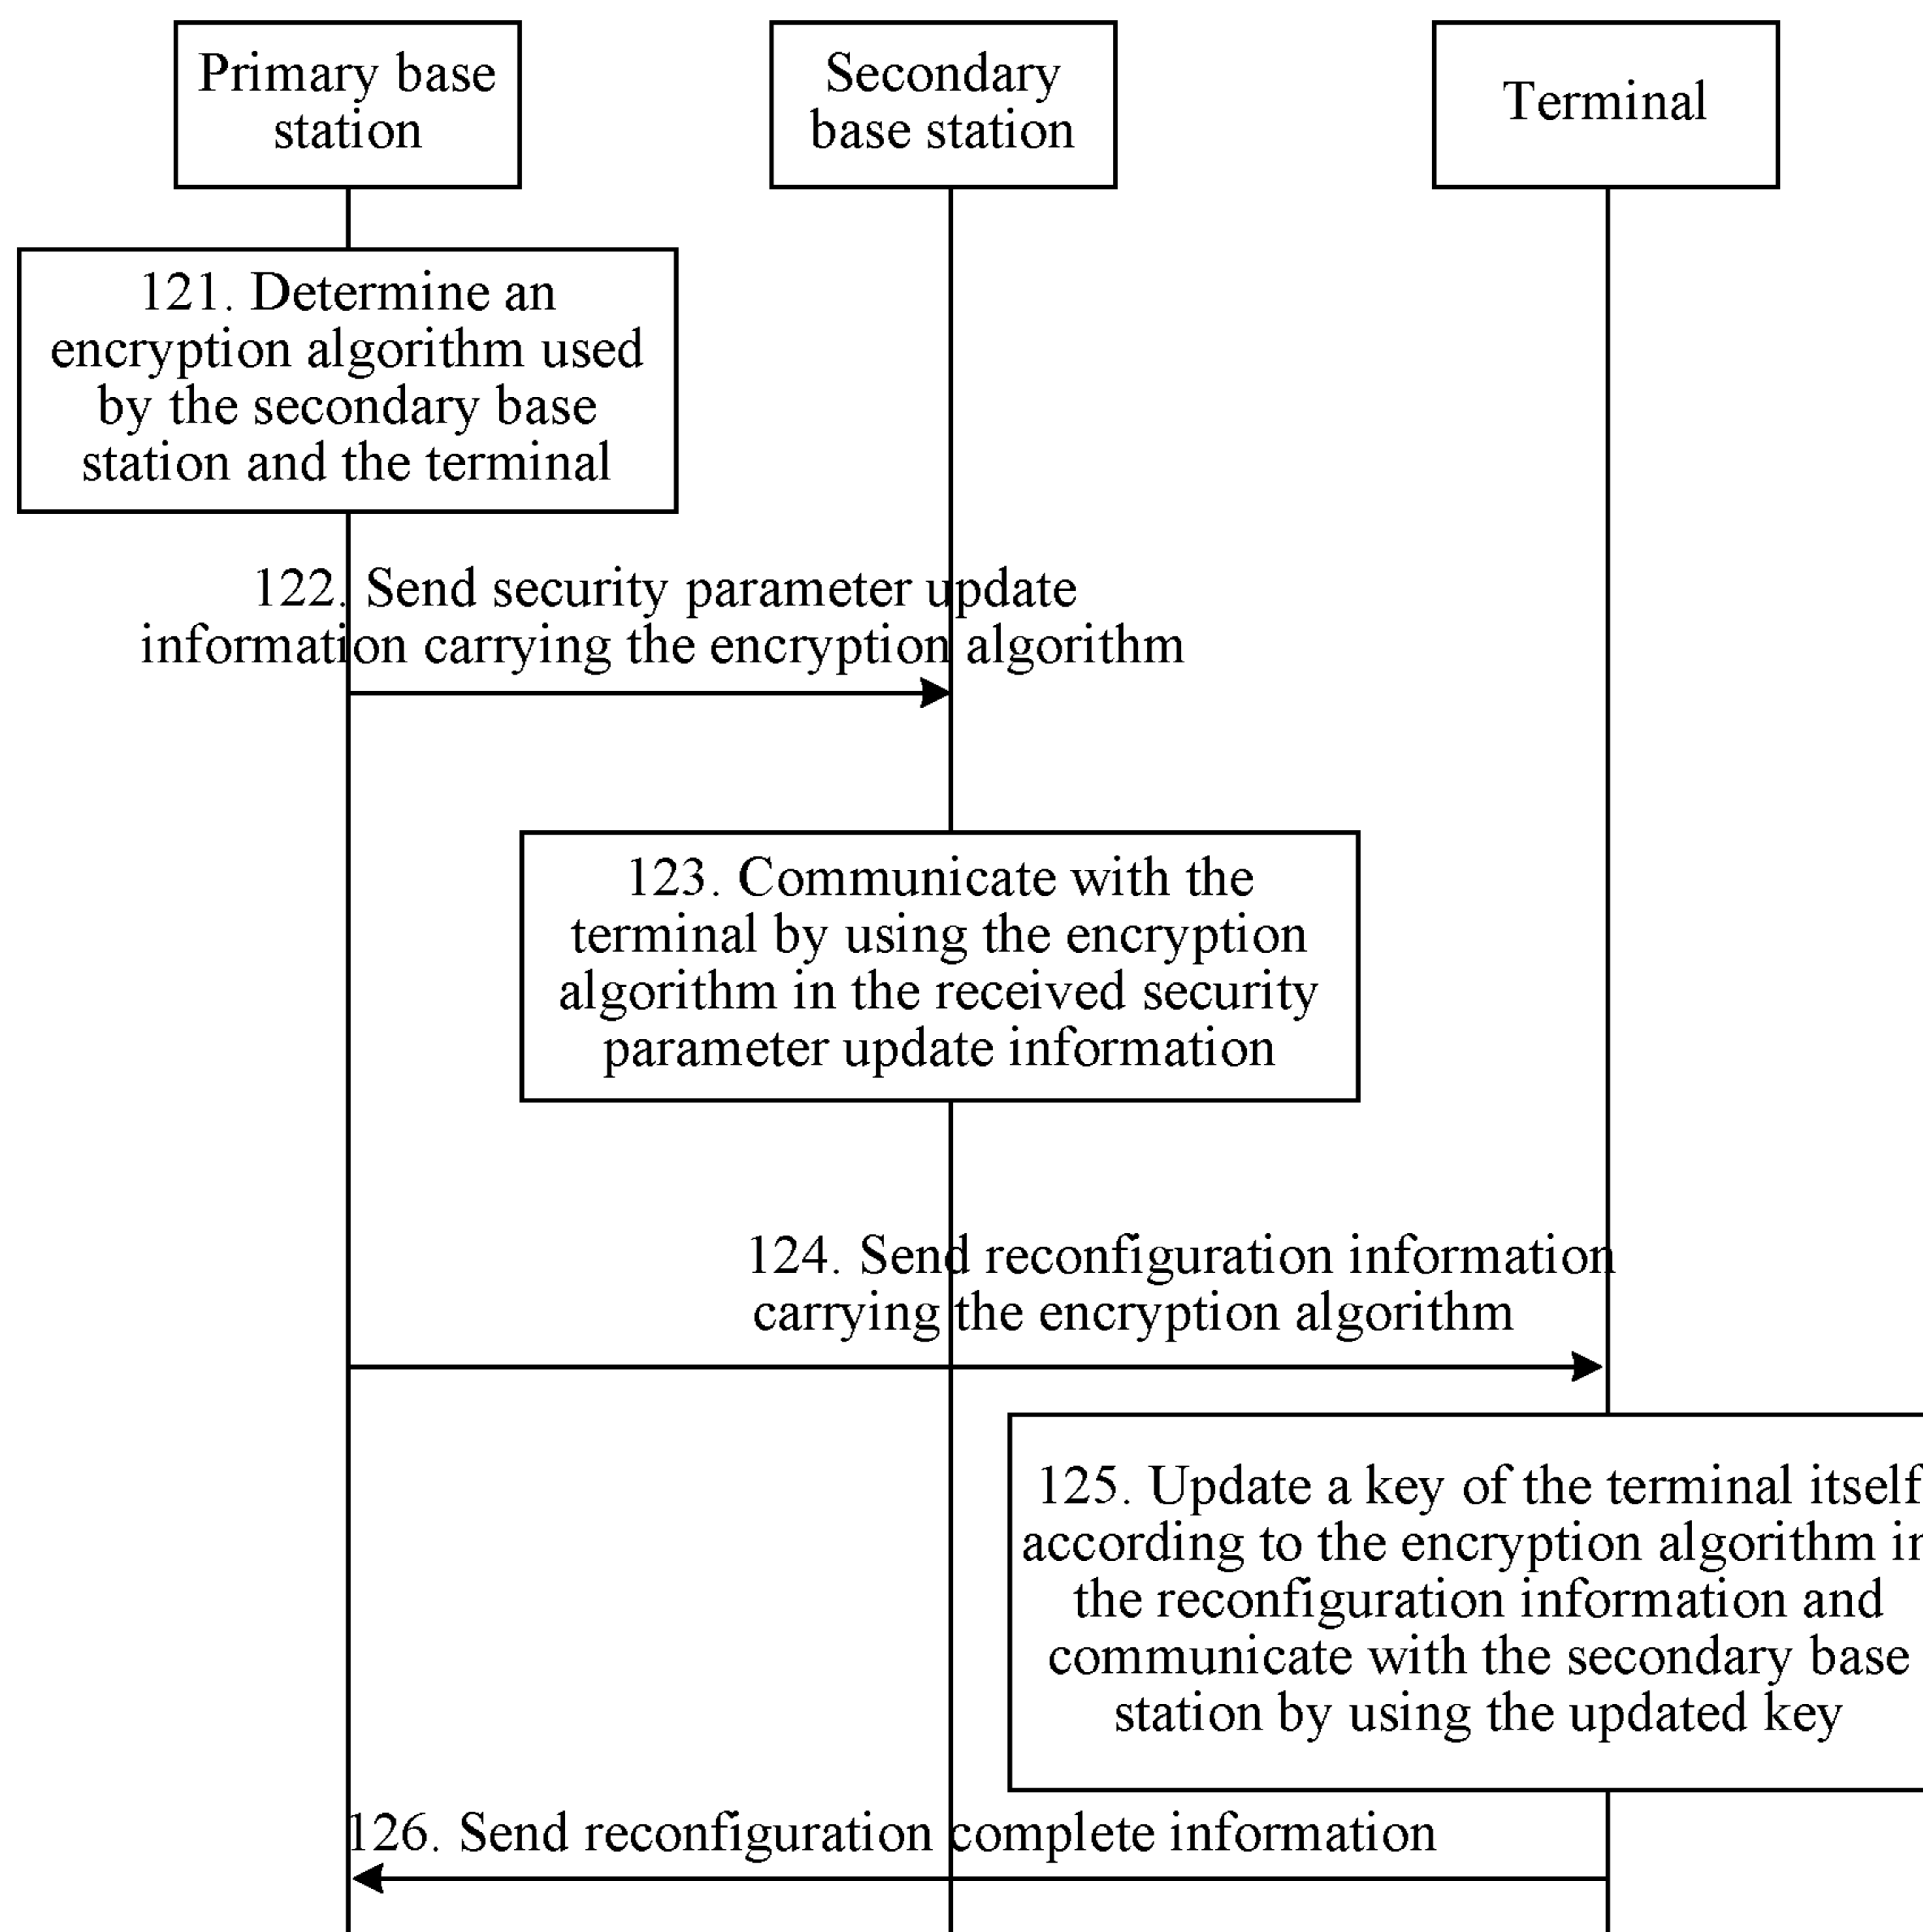 Primary base
station
Secondary
base station
Terminal
121. Determine an
encryption algorithm used
by the secondary base
station and the terminal
122. Send security parameter update
information carrying the encryption algorithm
123. Communicate with the
terminal by using the encryption
algorithm in the received security
parameter update information
124. Send reconfiguration information
carrying the encryption algorithm
125. Update a key of the terminal itself
according to the encryption algorithm in
the reconfiguration information and
communicate with the secondary base
station by using the updated key
126. Send reconfiguration complete information